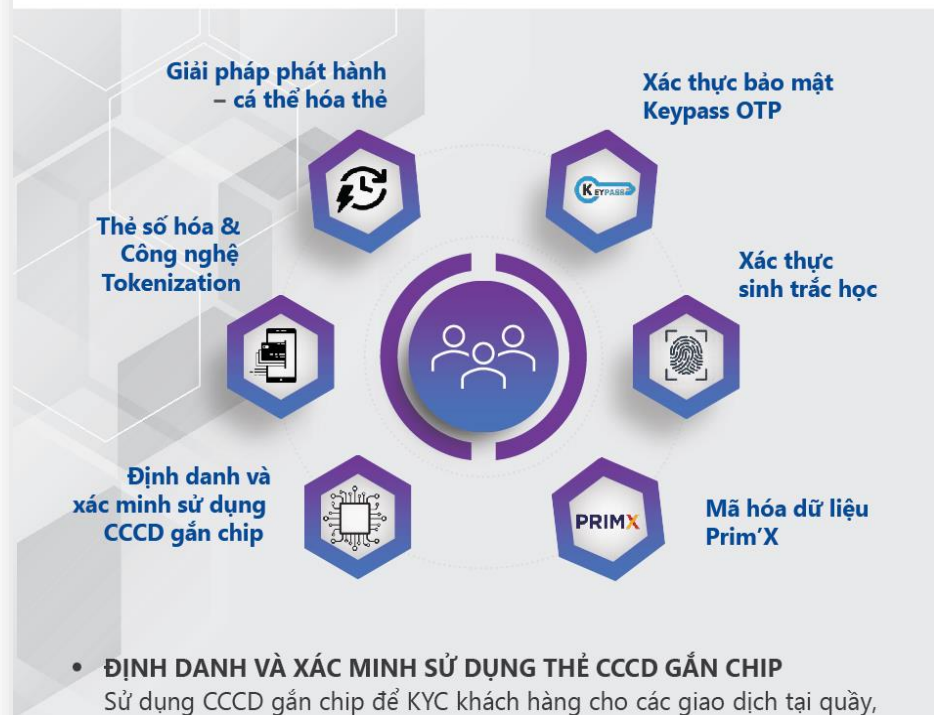 Giải pháp phát hành
– cá thể hóa thẻ
Xác thực bảo mật
Keypass OTP
KEYPASS
Thẻ số hóa &
Công nghệ
Tokenization
Xác thực
sinh trắc học
Định danh và
xác minh sử dụng
CCCD gắn chip
PRIMX
Mã hóa dữ liệu
Prim’X
• ĐỊNH DANH VÀ XÁC MINH SỬ DỤNG THẺ CCCD GẮN CHIP
Sử dụng CCCD gắn chip để KYC khách hàng cho các giao dịch tại quầy,